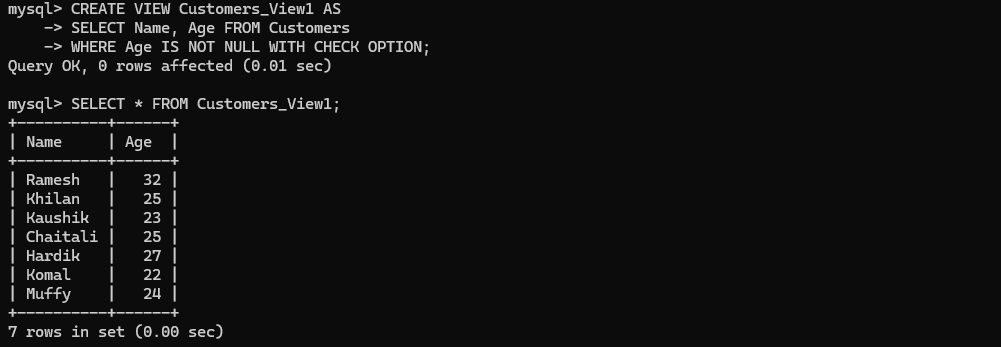 mysql> CREATE VIEW Customers_View1 AS
    -> SELECT Name, Age FROM Customers
    -> WHERE Age IS NOT NULL WITH CHECK OPTION;
Query OK, 0 rows affected (0.01 sec)

mysql> SELECT * FROM Customers_View1;
+----------+------+
| Name     | Age  |
+----------+------+
| Ramesh   |   32 |
| Khilan   |   25 |
| Kaushik  |   23 |
| Chaitali |   25 |
| Hardik   |   27 |
| Komal    |   22 |
| Muffy    |   24 |
+----------+------+
7 rows in set (0.00 sec)